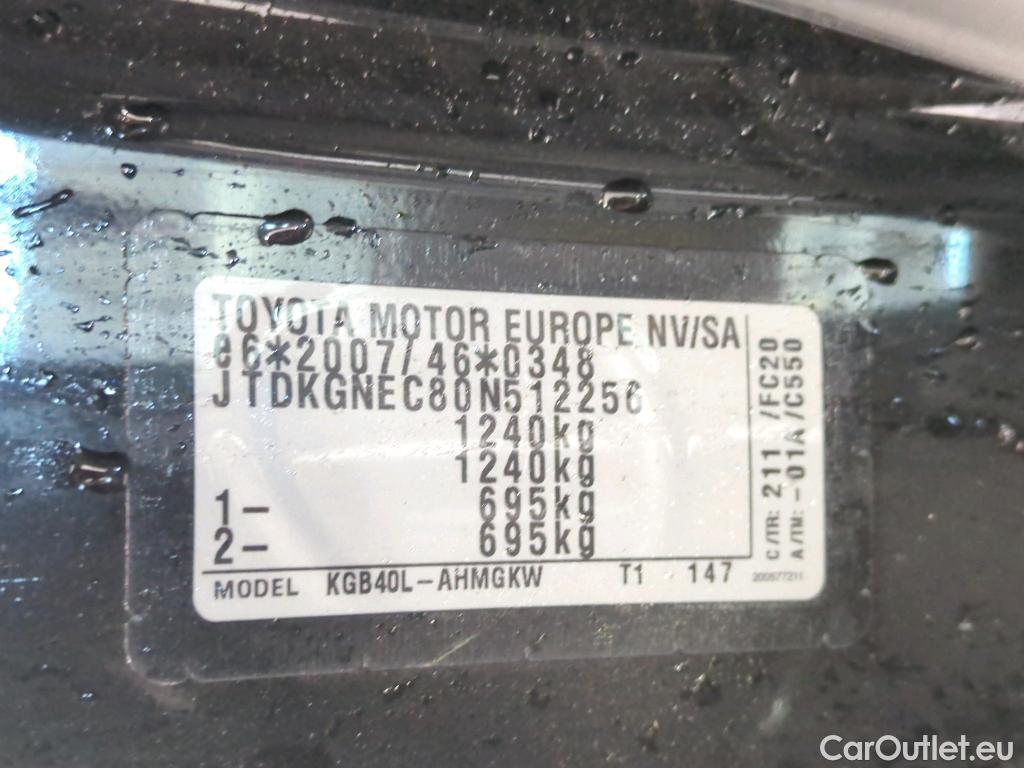 TOYOTA MOTOR EUROPE NV/SA
e6*2007/46*0348
JTDKGNEC80N512256
1240kg
1240kg
1- 695kg
2- 695kg
MODEL KGB40L-AHMGKW T1 147
C/TR: 211 /FC20
A/TM: -01A/C550
200577211
CarOutlet.eu